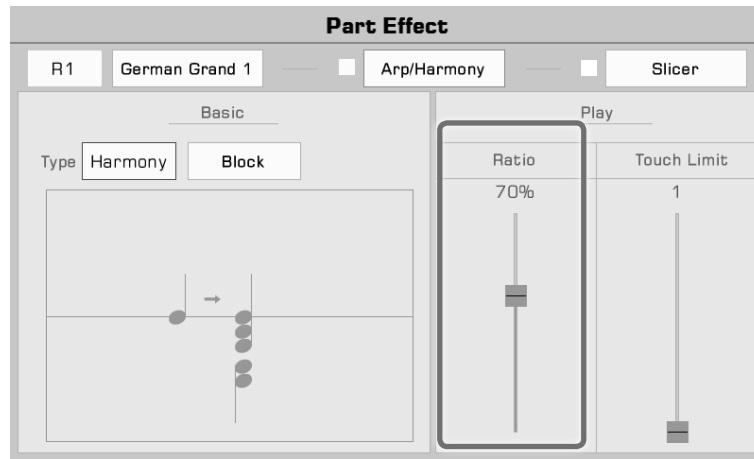 Part Effect
R1 German Grand 1 Arp/Harmony Slicer
Basic
Play
Type Harmony Block
Ratio Touch Limit
70% 1